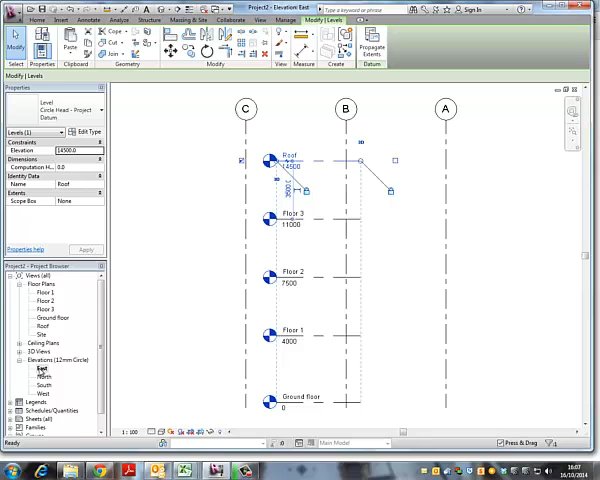 Project2 - Elevation: East
Type a keyword or phrase
Sign In
Home Insert Annotate Analyze Structure Massing & Site Collaborate View Manage Modify | Levels
Modify
Paste
Cut
Join
Propagate
Extents
Select Properties Clipboard Geometry Modify View Measure Create Datum
Modify | Levels
Properties
Level
Circle Head - Project
Levels (1) Edit Type
Constraints
Elevation 14500.0
Dimensions
Computation H... 0.0
Identity Data
Name Roof
Extents
Scope Box None
Properties help Apply
Project2 - Project Browser
Views (all)
Floor Plans
Floor 1
Floor 2
Floor 3
Ground floor
Roof
Site
Ceiling Plans
3D Views
Elevations (12mm Circle)
East
North
South
West
Legends
Schedules/Quantities
Sheets (all)
Families
C B A
Roof
14500
3500.0
Floor 3
11000
Floor 2
7500
Floor 1
4000
Ground floor
0
1 : 100
Ready
:0
Main Model
Press & Drag
:1
16:07
16/10/2014